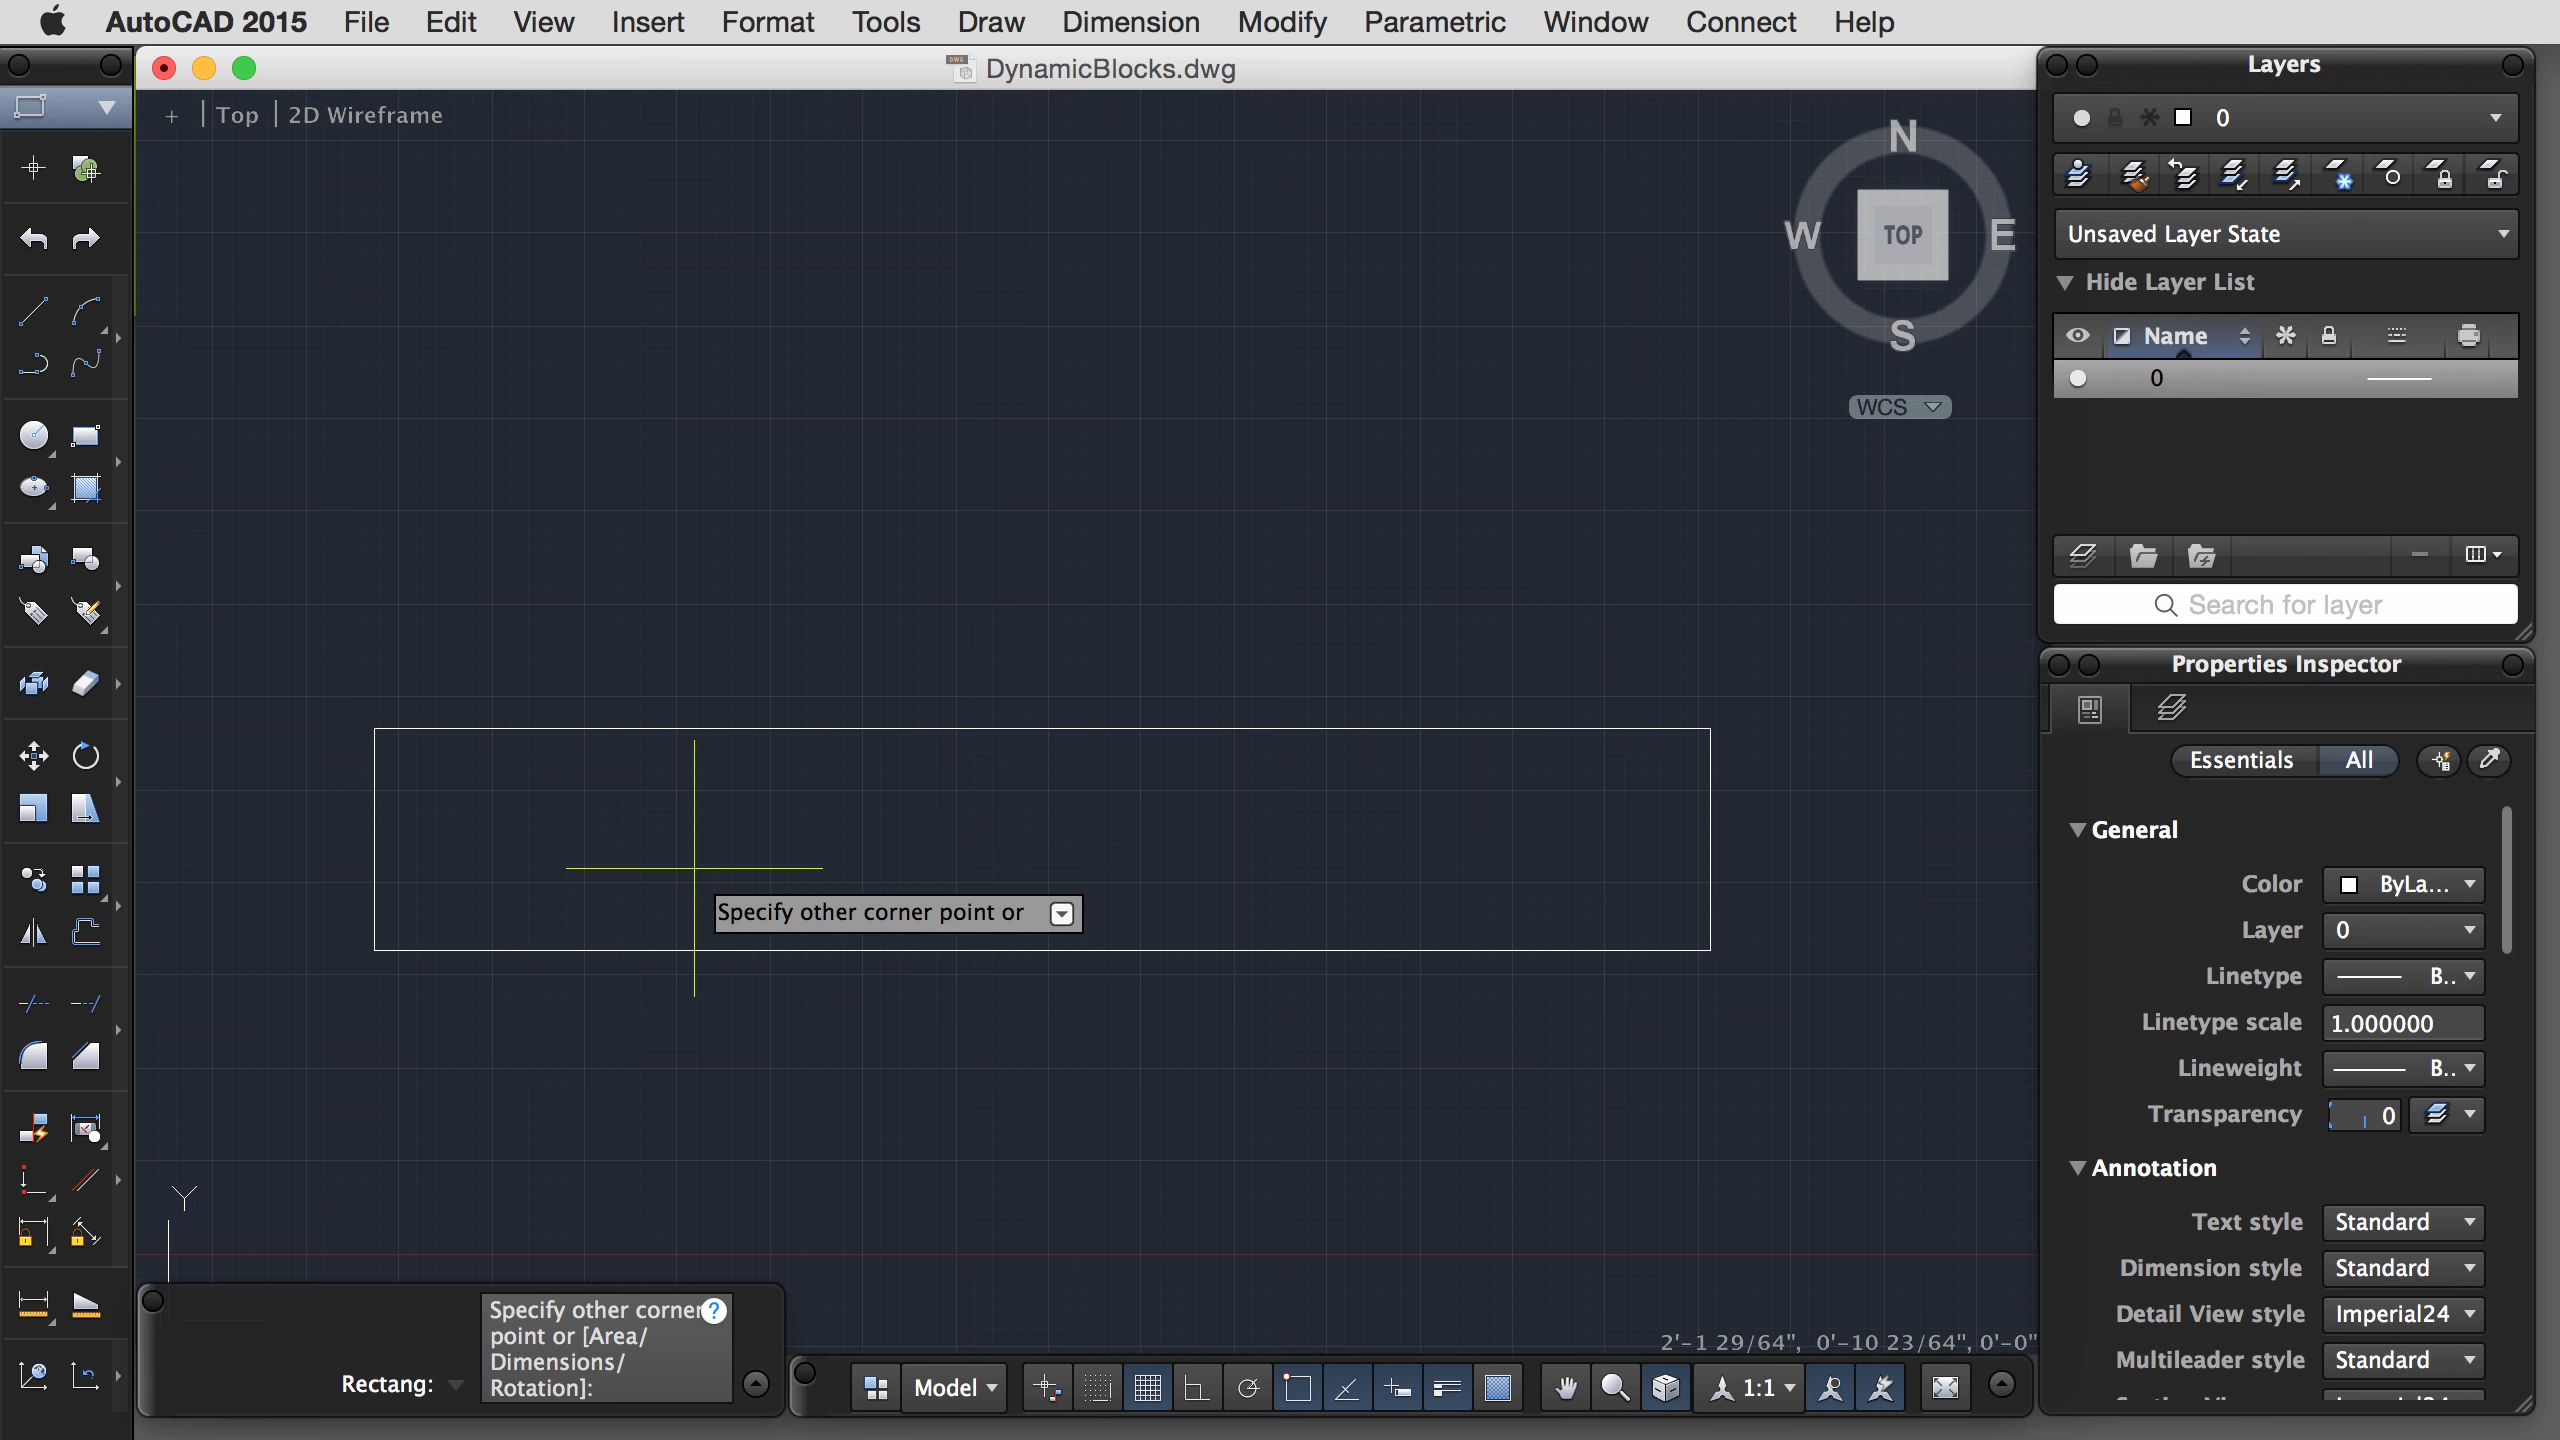 AutoCAD 2015 File Edit View Insert Format Tools Draw Dimension Modify Parametric Window Connect Help
DynamicBlocks.dwg
+ | Top | 2D Wireframe
N
W TOP E
S
WCS
Specify other corner point or
Y
2'-1 29/64", 0'-10 23/64", 0'-0"
Rectang:
Specify other corner
point or [Area/
Dimensions/
Rotation]:
?
Model
1:1
Layers
0
Unsaved Layer State
Hide Layer List
Name
0
Search for layer
Properties Inspector
Essentials All
General
Color ByLa...
Layer 0
Linetype B..
Linetype scale 1.000000
Lineweight B..
Transparency 0
Annotation
Text style Standard
Dimension style Standard
Detail View style Imperial24
Multileader style Standard